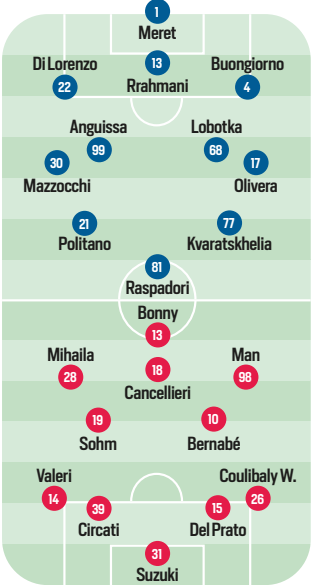 1
Meret
Di Lorenzo 13 Buongiorno
22 Rrahmani 4
Anguissa Lobotka
99 68
30 17
Mazzocchi Olivera
21 77
Politano Kvaratskhelia
81
Raspadori
Bonny
13
Mihaila 18 Man
28 Cancellieri 98
19 10
Sohm Bernabé
Valeri Coulibaly W.
14 39 15 26
Circati Del Prato
31
Suzuki